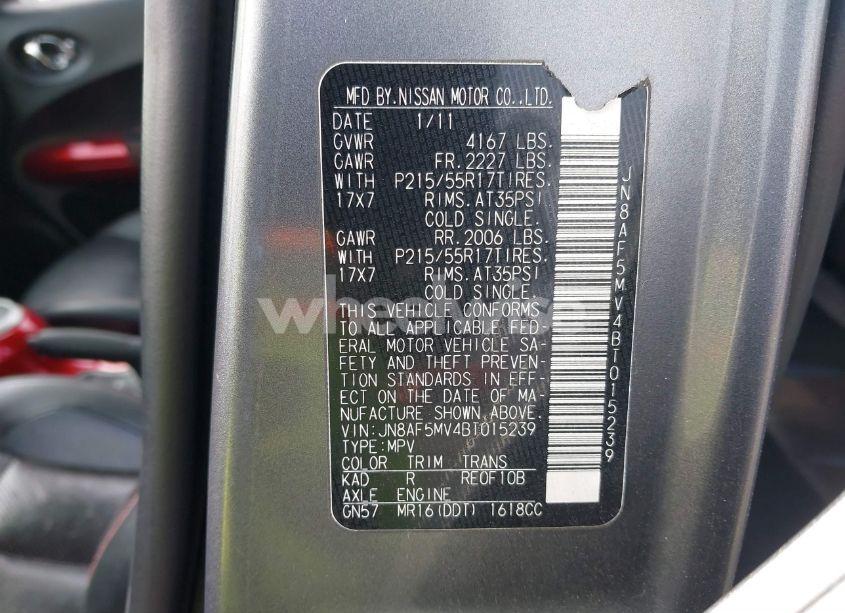 MFD BY.NISSAN MOTOR CO.,LTD.
DATE 1/11
GVWR 4167 LBS.
GAWR FR.2227 LBS.
WITH P215/55R17TIRES.
17X7 RIMS.AT35PSI
COLD SINGLE.
GAWR RR.2006 LBS.
WITH P215/55R17TIRES.
17X7 RIMS.AT35PSI
COLD SINGLE.
THIS VEHICLE CONFORMS
TO ALL APPLICABLE FED-
ERAL MOTOR VEHICLE SA-
FETY AND THEFT PREVEN-
TION STANDARDS IN EFF-
ECT ON THE DATE OF MA-
NUFACTURE SHOWN ABOVE.
VIN:JN8AF5MV4BT015239
TYPE:MPV
COLOR TRIM TRANS
KAD R RE0F10B
AXLE ENGINE
GN57 MR16(DDT) 1618CC
JN8AF5MV4BT015239